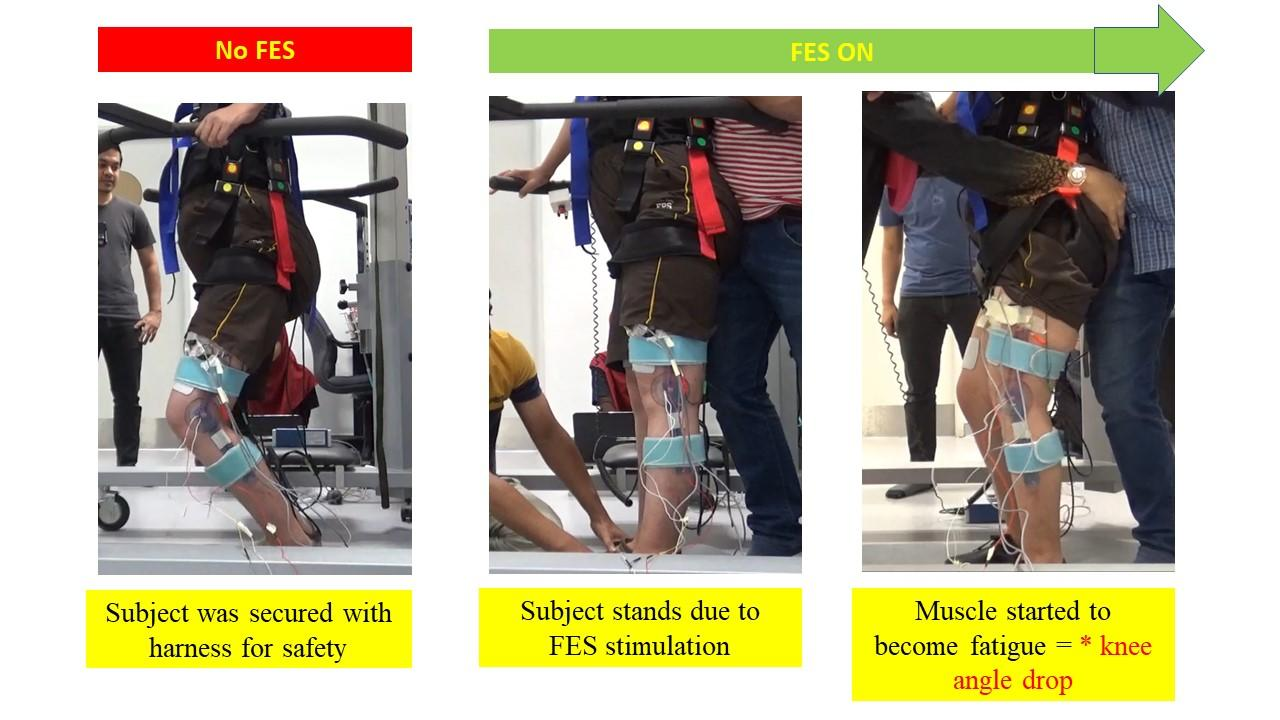 No FES
FES ON
Subject was secured with
harness for safety
Subject stands due to
FES stimulation
Muscle started to
become fatigue = * knee
angle drop